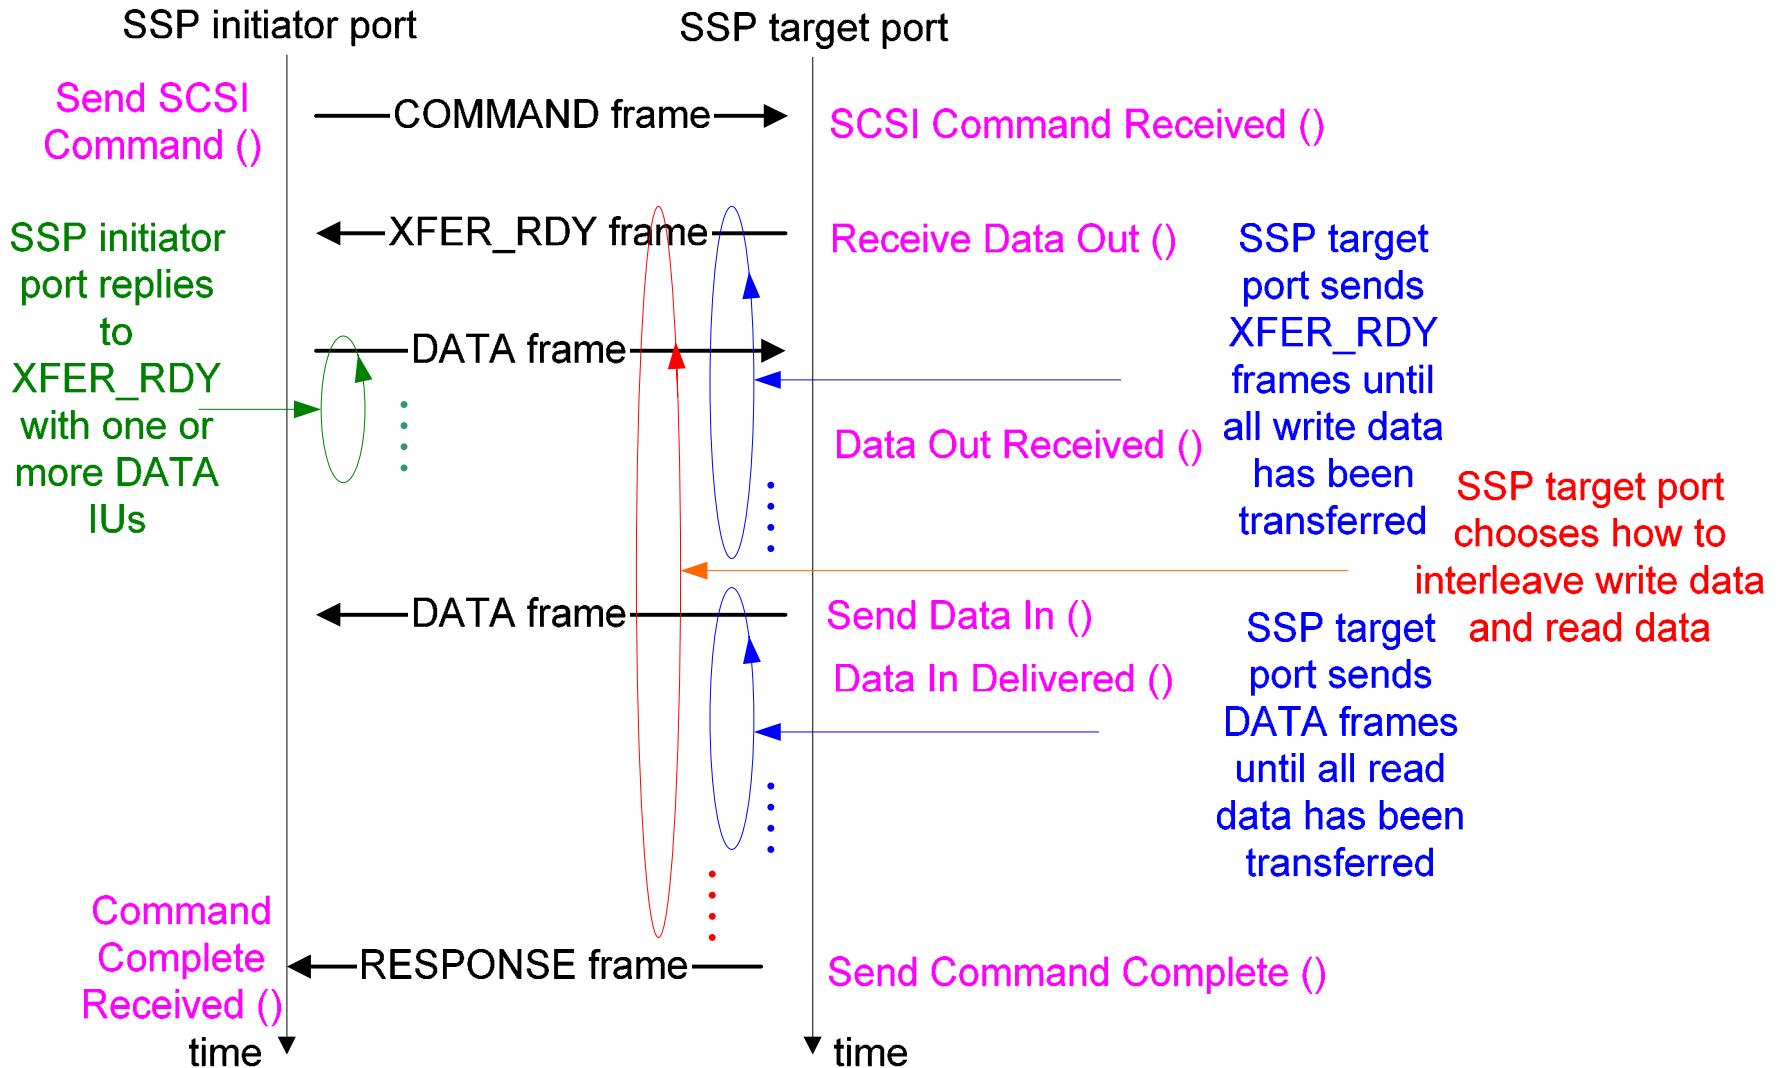 SSP initiator port
SSP target port
Send SCSI
Command ()
COMMAND frame
SCSI Command Received ()
SSP initiator
port replies
to
XFER_RDY
with one or
more DATA
IUs
XFER_RDY frame
Receive Data Out ()
SSP target
port sends
XFER_RDY
frames until
all write data
has been
transferred
DATA frame
Data Out Received ()
SSP target port
chooses how to
interleave write data
and read data
DATA frame
Send Data In ()
Data In Delivered ()
SSP target
port sends
DATA frames
until all read
data has been
transferred
Command
Complete
Received ()
RESPONSE frame
Send Command Complete ()
time
time